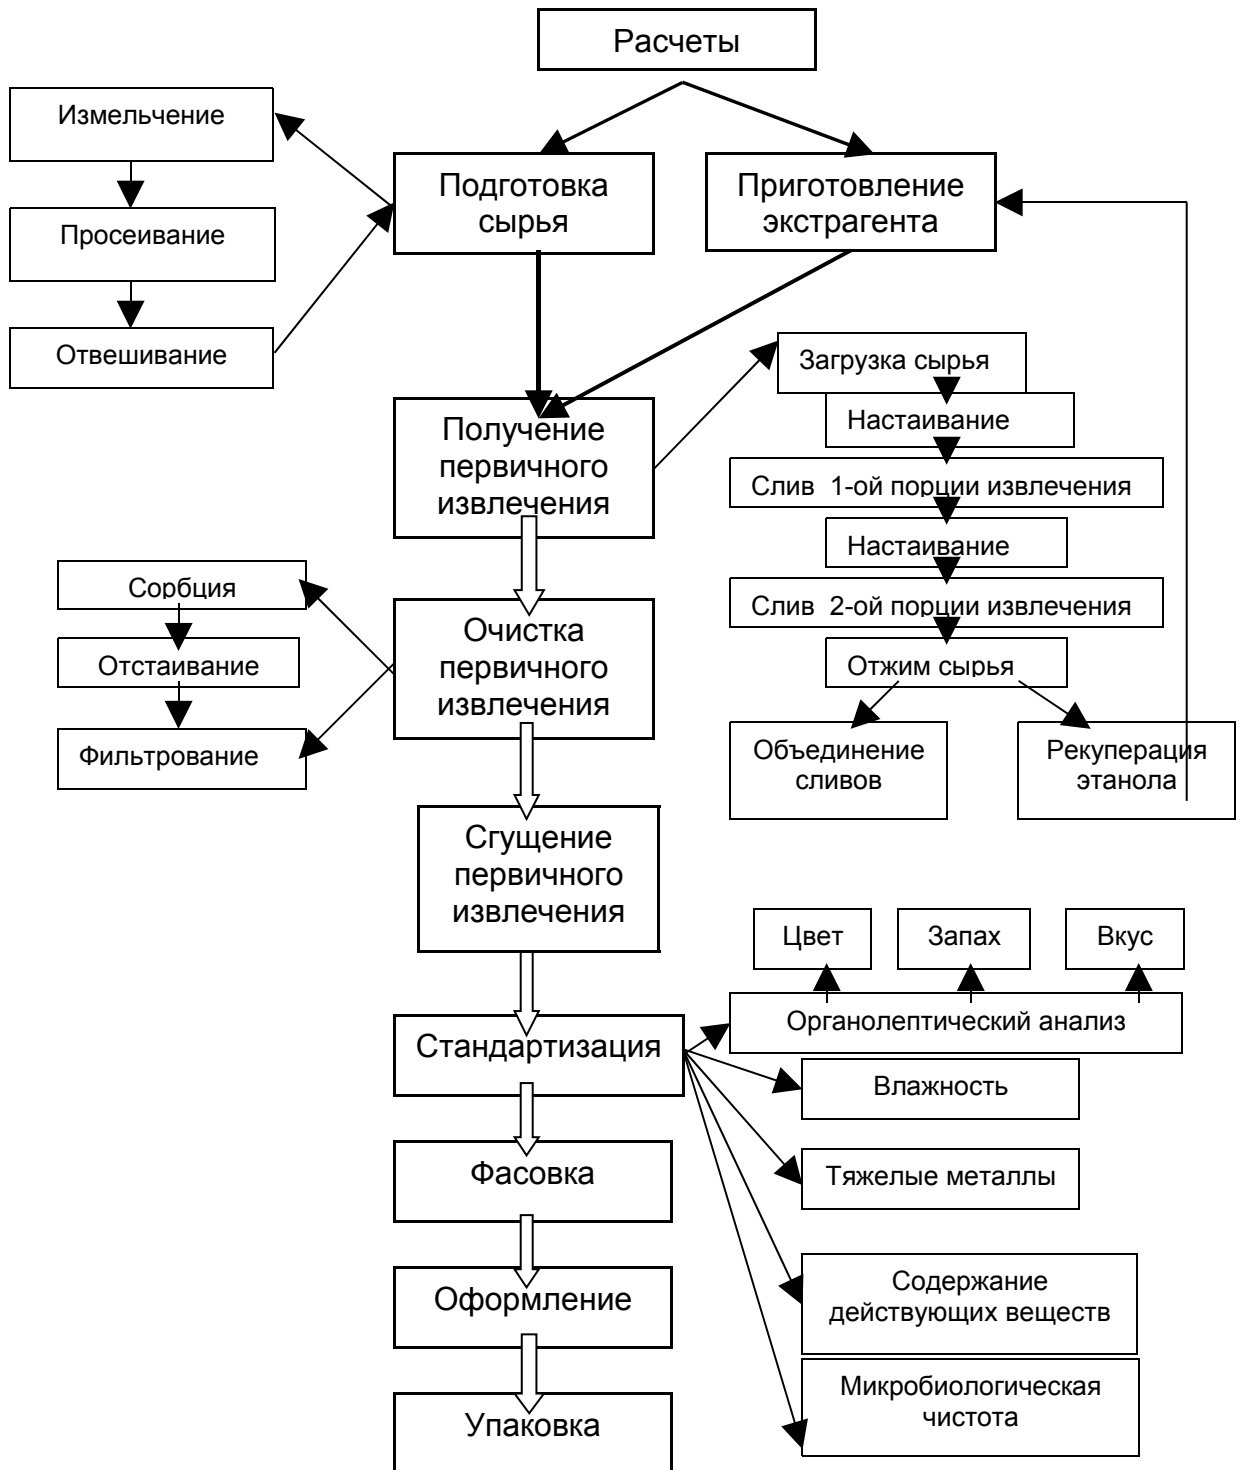 Расчеты
Измельчение
Подготовка
сырья
Приготовление
экстрагента
Просеивание
Отвешивание
Загрузка сырья
Настаивание
Получение
первичного
извлечения
Слив 1-ой порции извлечения
Настаивание
Слив 2-ой порции извлечения
Отжим сырья
Объединение
сливов
Рекуперация
этанола
Сорбция
Отстаивание
Фильтрование
Очистка
первичного
извлечения
Сгущение
первичного
извлечения
Цвет
Запах
Вкус
Органолептический анализ
Стандартизация
Влажность
Тяжелые металлы
Содержание
действующих веществ
Микробиологическая
чистота
Фасовка
Оформление
Упаковка